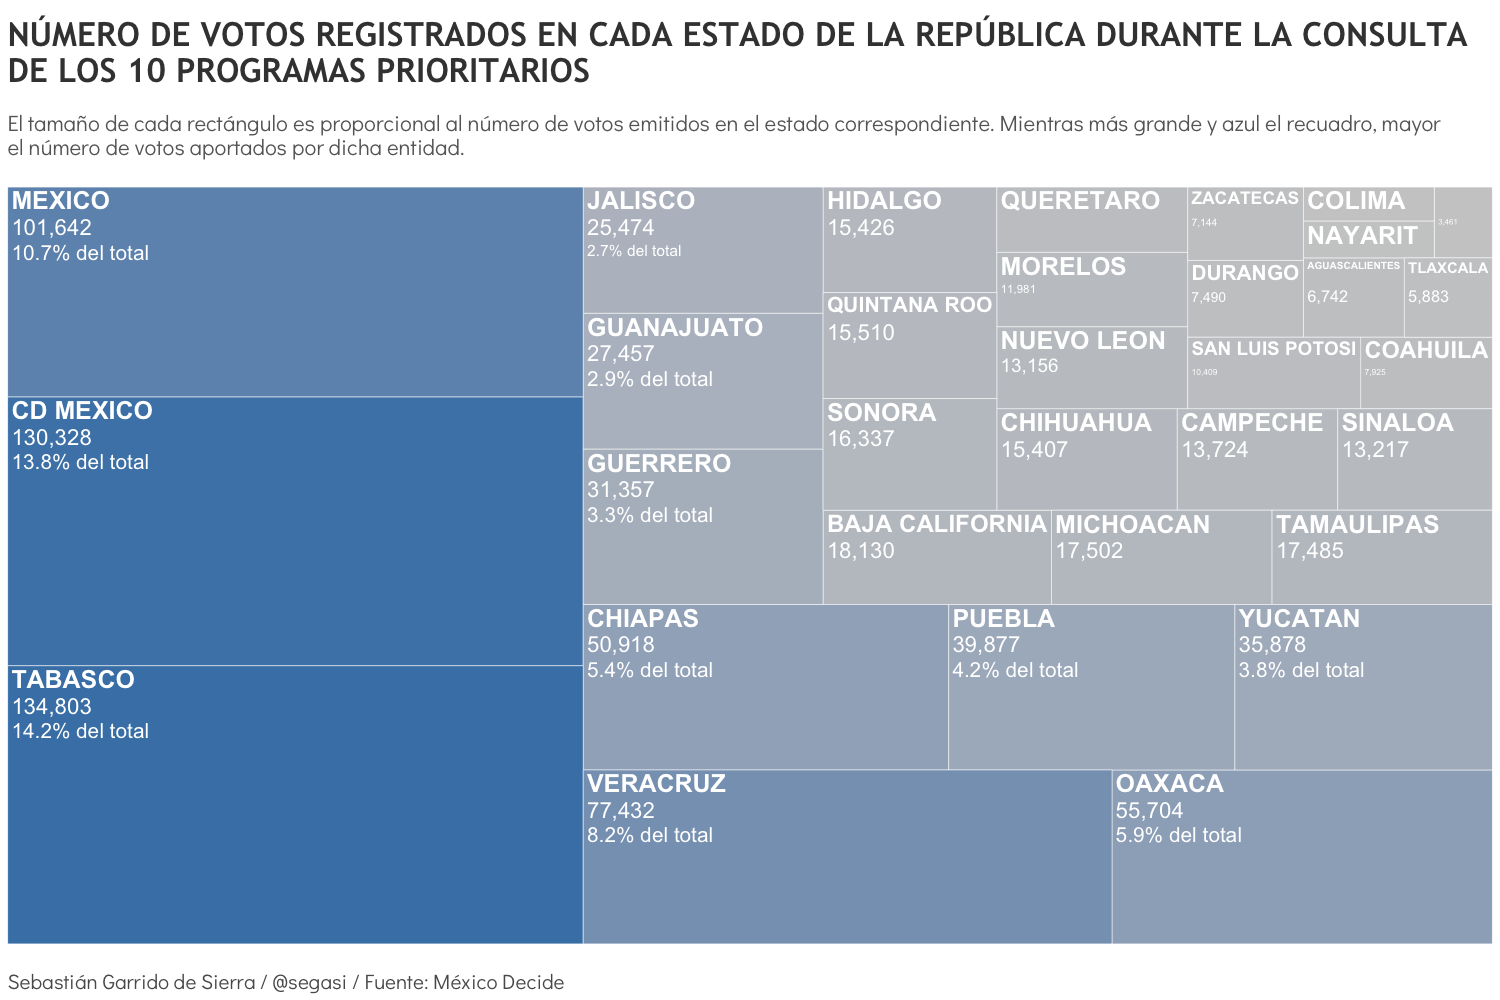 NÚMERO DE VOTOS REGISTRADOS EN CADA ESTADO DE LA REPÚBLICA DURANTE LA CONSULTA
DE LOS 10 PROGRAMAS PRIORITARIOS
El tamaño de cada rectángulo es proporcional al número de votos emitidos en el estado correspondiente. Mientras más grande y azul el recuadro, mayor
el número de votos aportados por dicha entidad.
MEXICO
101,642
10.7% del total
CD MEXICO
130,328
13.8% del total
TABASCO
134,803
14.2% del total
JALISCO
25,474
2.7% del total
GUANAJUATO
27,457
2.9% del total
GUERRERO
31,357
3.3% del total
HIDALGO
15,426
QUINTANA ROO
15,510
SONORA
16,337
QUERETARO
MORELOS
11,981
NUEVO LEON
13,156
ZACATECAS
7,144
COLIMA
NAYARIT
3,461
DURANGO
7,490
AGUASCALIENTES
6,742
TLAXCALA
5,883
SAN LUIS POTOSI
10,409
COAHUILA
7,925
CHIHUAHUA
15,407
CAMPECHE
13,724
SINALOA
13,217
BAJA CALIFORNIA
18,130
MICHOACAN
17,502
TAMAULIPAS
17,485
CHIAPAS
50,918
5.4% del total
PUEBLA
39,877
4.2% del total
YUCATAN
35,878
3.8% del total
VERACRUZ
77,432
8.2% del total
OAXACA
55,704
5.9% del total
Sebastián Garrido de Sierra / @segasi / Fuente: México Decide